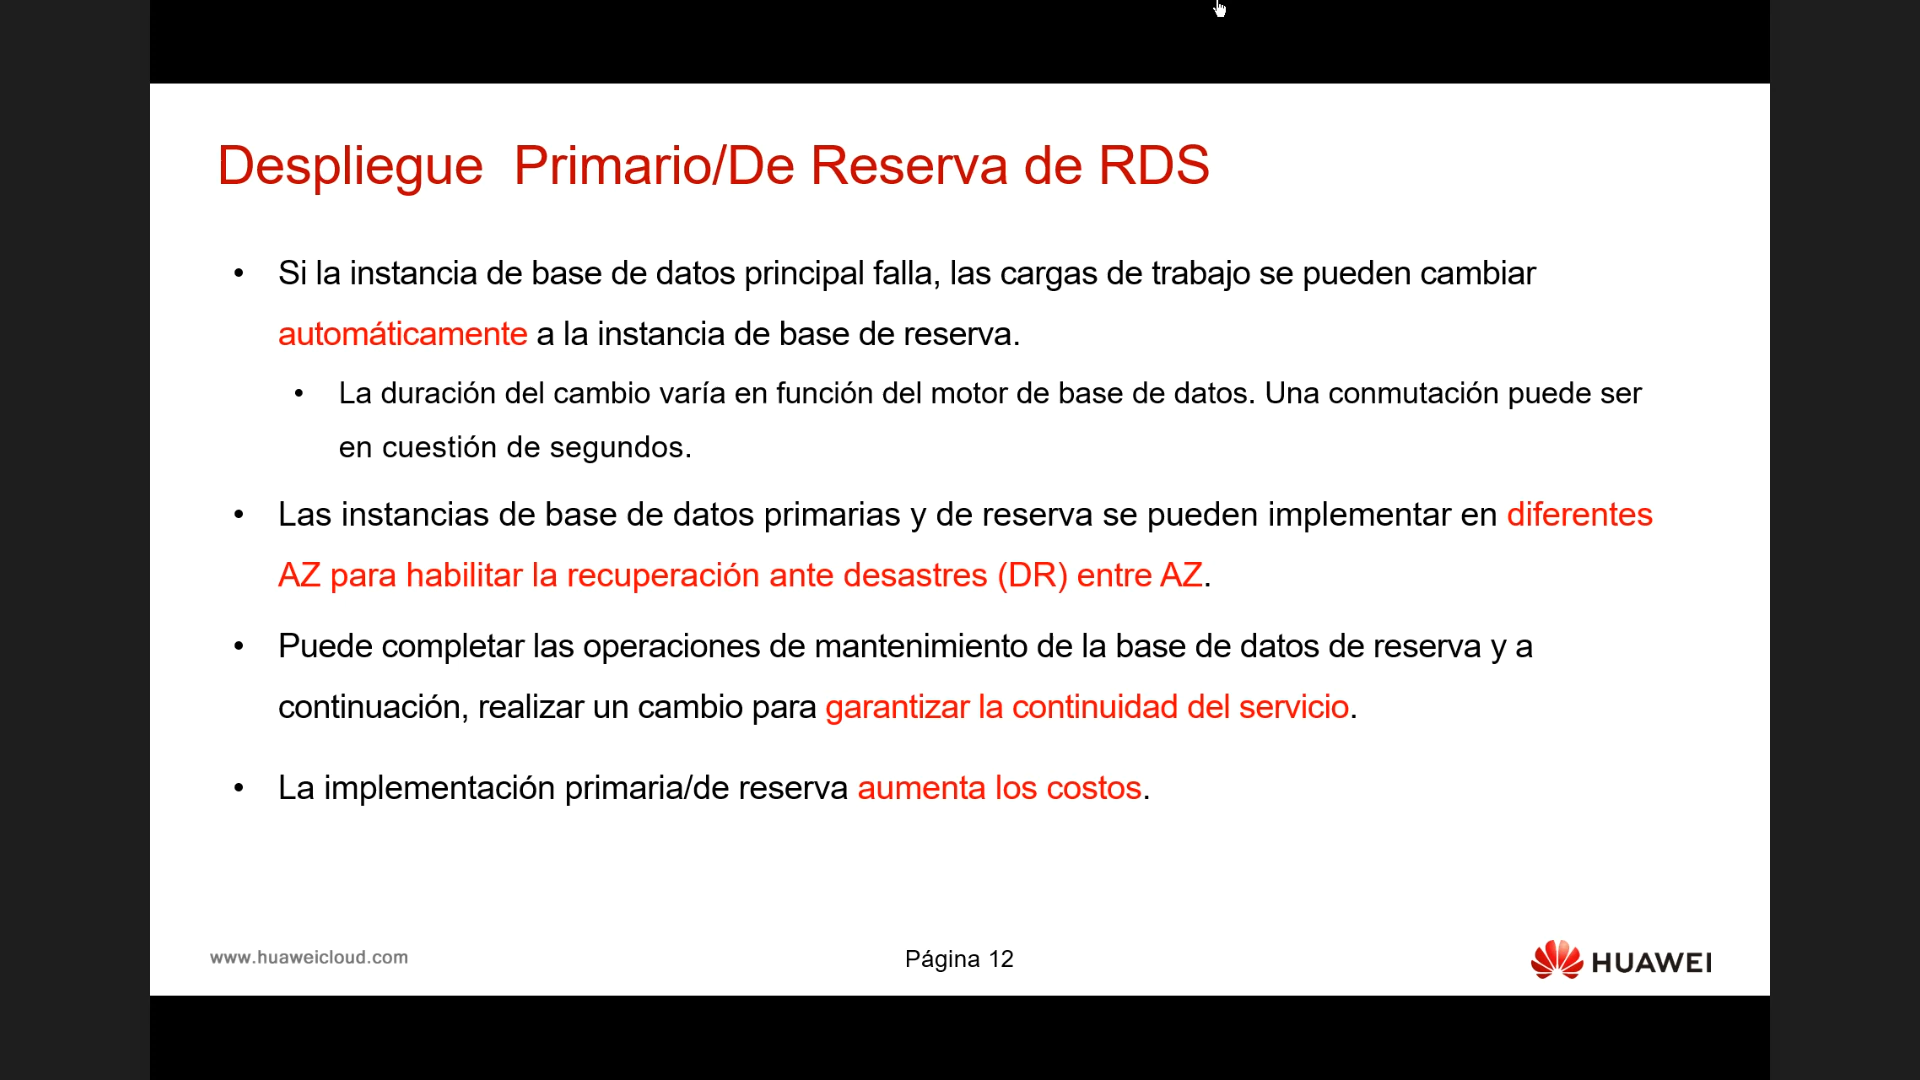 Despliegue  Primario/De Reserva de RDS
• Si la instancia de base de datos principal falla, las cargas de trabajo se pueden cambiar
automáticamente a la instancia de base de reserva.
• La duración del cambio varía en función del motor de base de datos. Una conmutación puede ser
en cuestión de segundos.
• Las instancias de base de datos primarias y de reserva se pueden implementar en diferentes
AZ para habilitar la recuperación ante desastres (DR) entre AZ.
• Puede completar las operaciones de mantenimiento de la base de datos de reserva y a
continuación, realizar un cambio para garantizar la continuidad del servicio.
• La implementación primaria/de reserva aumenta los costos.
www.huaweicloud.com
Página 12
HUAWEI